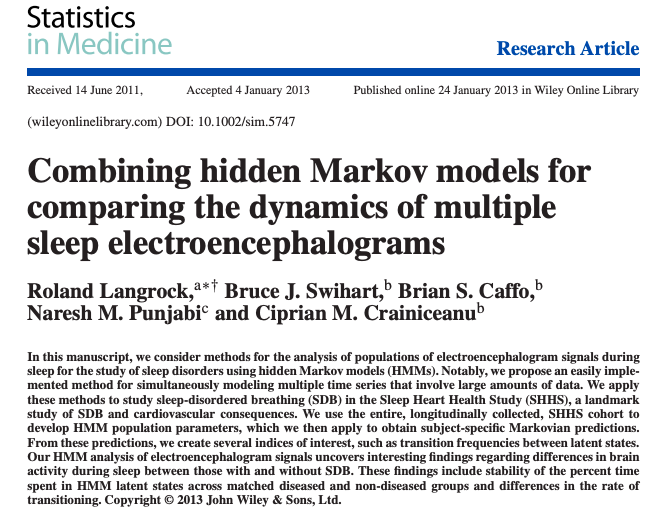 Statistics
in Medicine
Research Article
Received 14 June 2011, Accepted 4 January 2013 Published online 24 January 2013 in Wiley Online Library
(wileyonlinelibrary.com) DOI: 10.1002/sim.5747
Combining hidden Markov models for
comparing the dynamics of multiple
sleep electroencephalograms
Roland Langrock,a*† Bruce J. Swihart,b Brian S. Caffo,b
Naresh M. Punjabic and Ciprian M. Crainiceanub
In this manuscript, we consider methods for the analysis of populations of electroencephalogram signals during
sleep for the study of sleep disorders using hidden Markov models (HMMs). Notably, we propose an easily imple-
mented method for simultaneously modeling multiple time series that involve large amounts of data. We apply
these methods to study sleep-disordered breathing (SDB) in the Sleep Heart Health Study (SHHS), a landmark
study of SDB and cardiovascular consequences. We use the entire, longitudinally collected, SHHS cohort to
develop HMM population parameters, which we then apply to obtain subject-specific Markovian predictions.
From these predictions, we create several indices of interest, such as transition frequencies between latent states.
Our HMM analysis of electroencephalogram signals uncovers interesting findings regarding differences in brain
activity during sleep between those with and without SDB. These findings include stability of the percent time
spent in HMM latent states across matched diseased and non-diseased groups and differences in the rate of
transitioning. Copyright © 2013 John Wiley & Sons, Ltd.